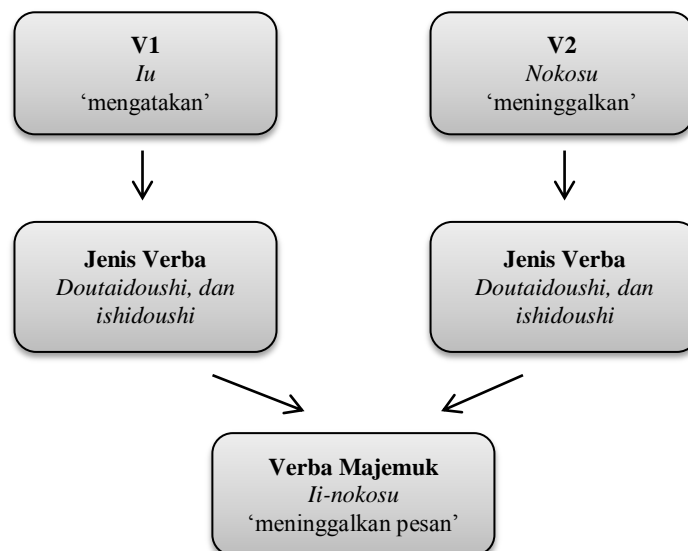 V1
Iu
‘mengatakan’
V2
Nokosu
‘meninggalkan’
Jenis Verba
Doutaidoushi, dan
ishidoushi
Jenis Verba
Doutaidoushi, dan
ishidoushi
Verba Majemuk
Ii-nokosu
‘meninggalkan pesan’